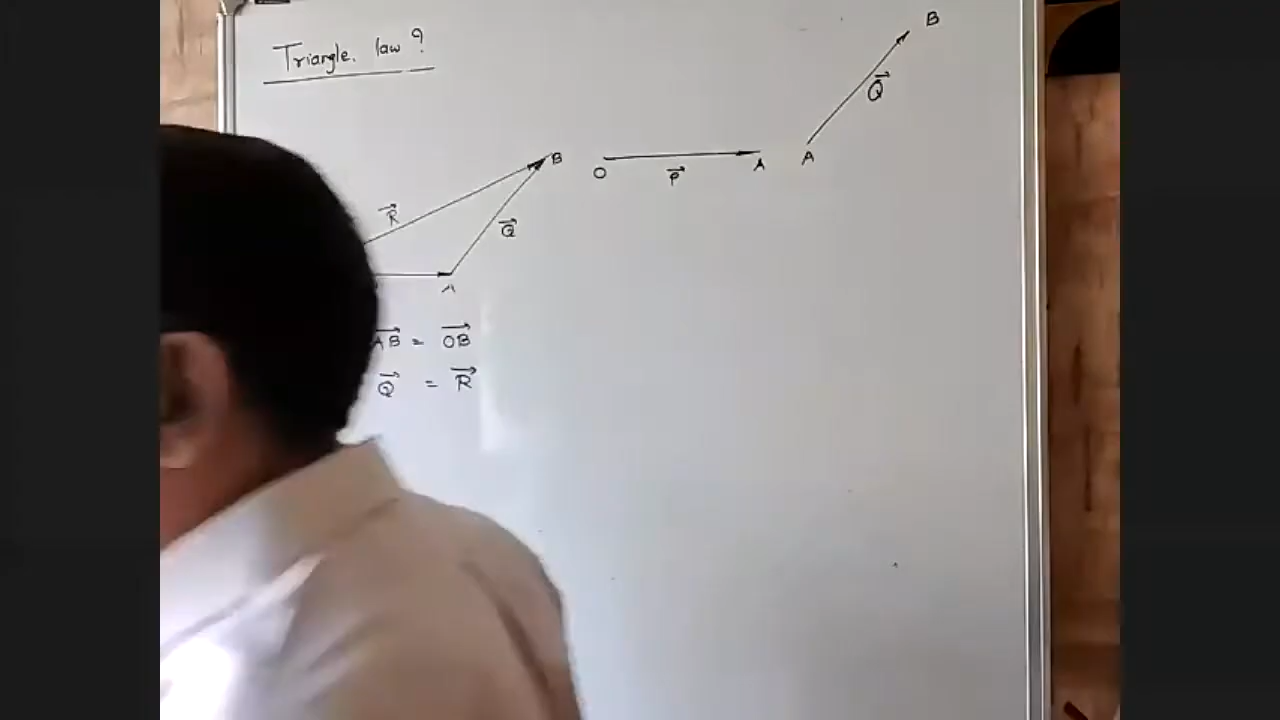 Triangle. law ?
B
Q⃗
O
P⃗
A
A
B
R⃗
Q⃗
A
AB⃗ = OB⃗
Q⃗ = R⃗